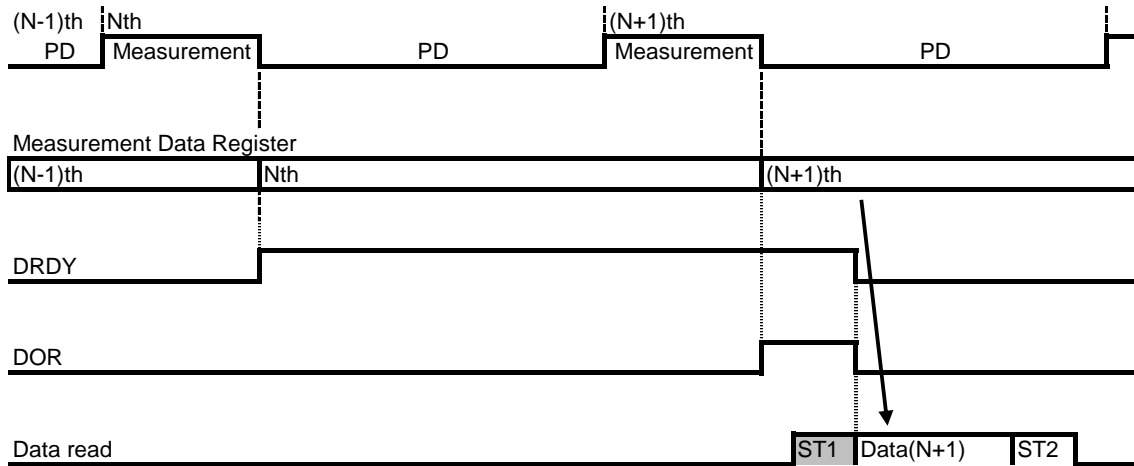 (N-1)th Nth (N+1)th
PD Measurement PD Measurement PD
Measurement Data Register
(N-1)th Nth (N+1)th
DRDY
DOR
Data read ST1 Data(N+1) ST2